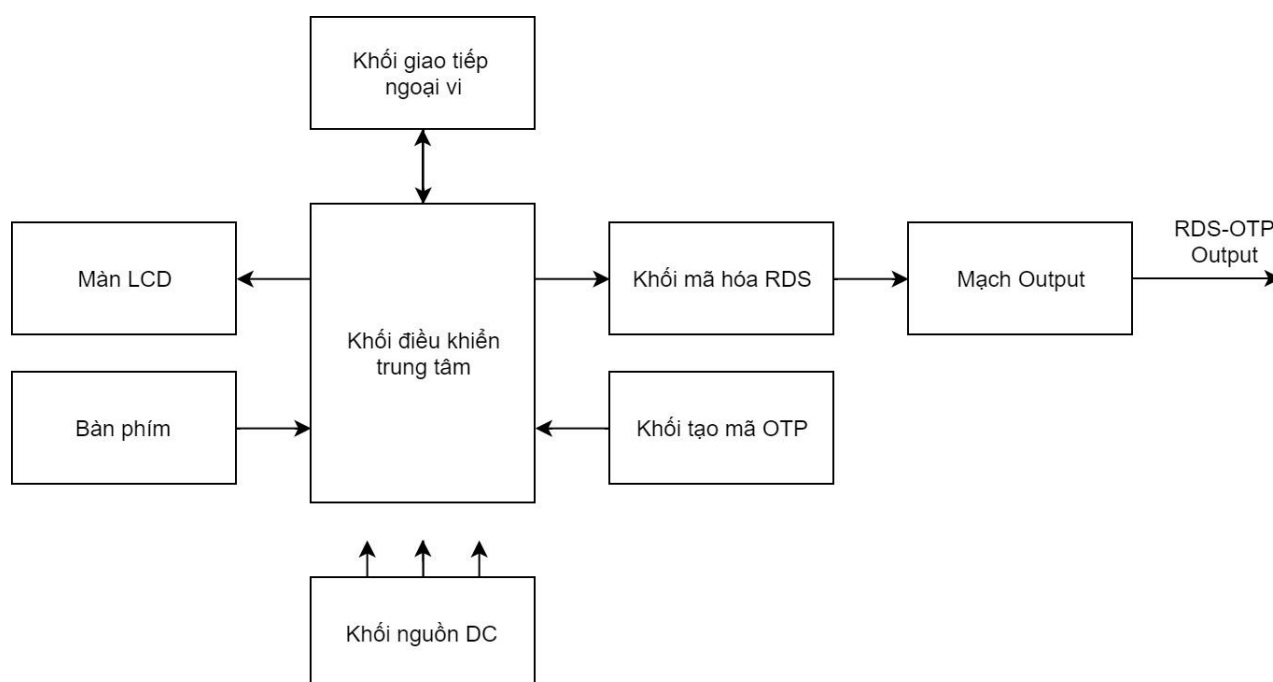 Khối giao tiếp
ngoại vi
Màn LCD
Khối điều khiển
trung tâm
Khối mã hóa RDS
Mạch Output
RDS-OTP
Output
Bàn phím
Khối tạo mã OTP
Khối nguồn DC